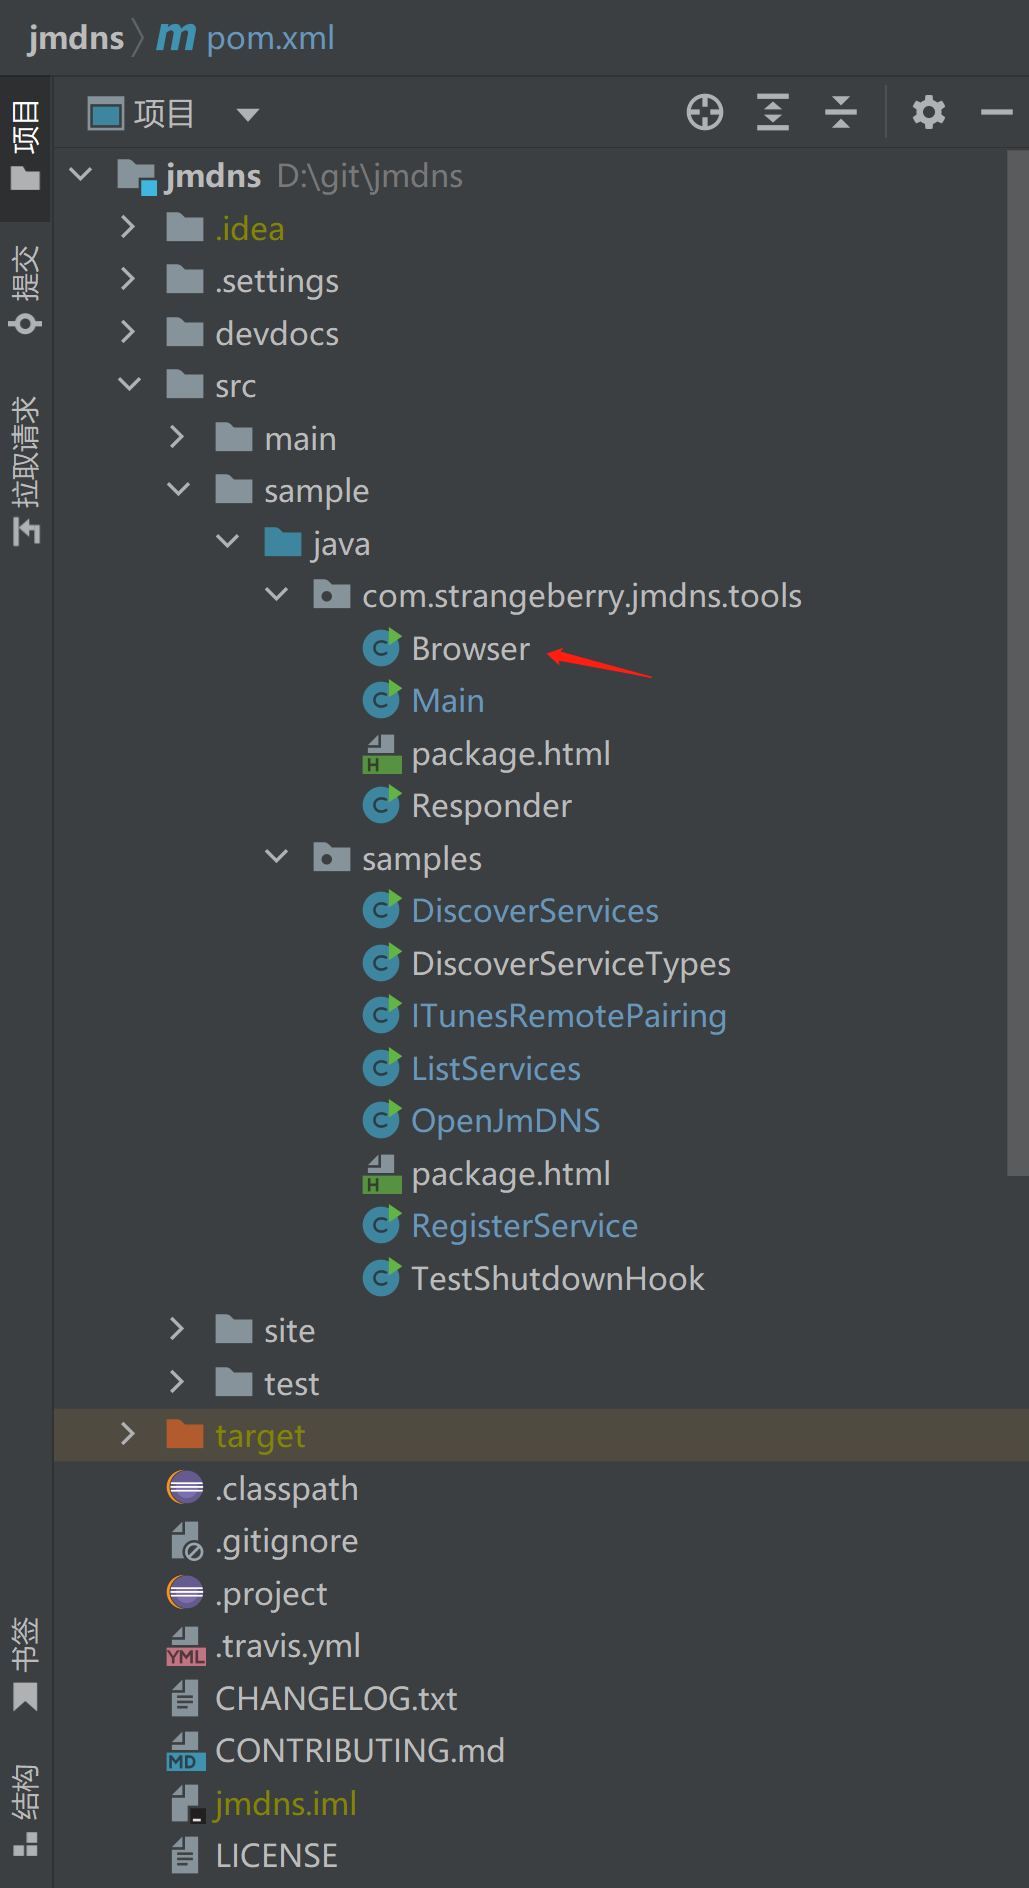 jmdns pom.xml
项目
项目
提交
拉取请求
书签
结构
jmdns D:\git\jmdns
.idea
.settings
devdocs
src
main
sample
java
com.strangeberry.jmdns.tools
Browser
Main
package.html
Responder
samples
DiscoverServices
DiscoverServiceTypes
ITunesRemotePairing
ListServices
OpenJmDNS
package.html
RegisterService
TestShutdownHook
site
test
target
.classpath
.gitignore
.project
.travis.yml
CHANGELOG.txt
CONTRIBUTING.md
jmdns.iml
LICENSE